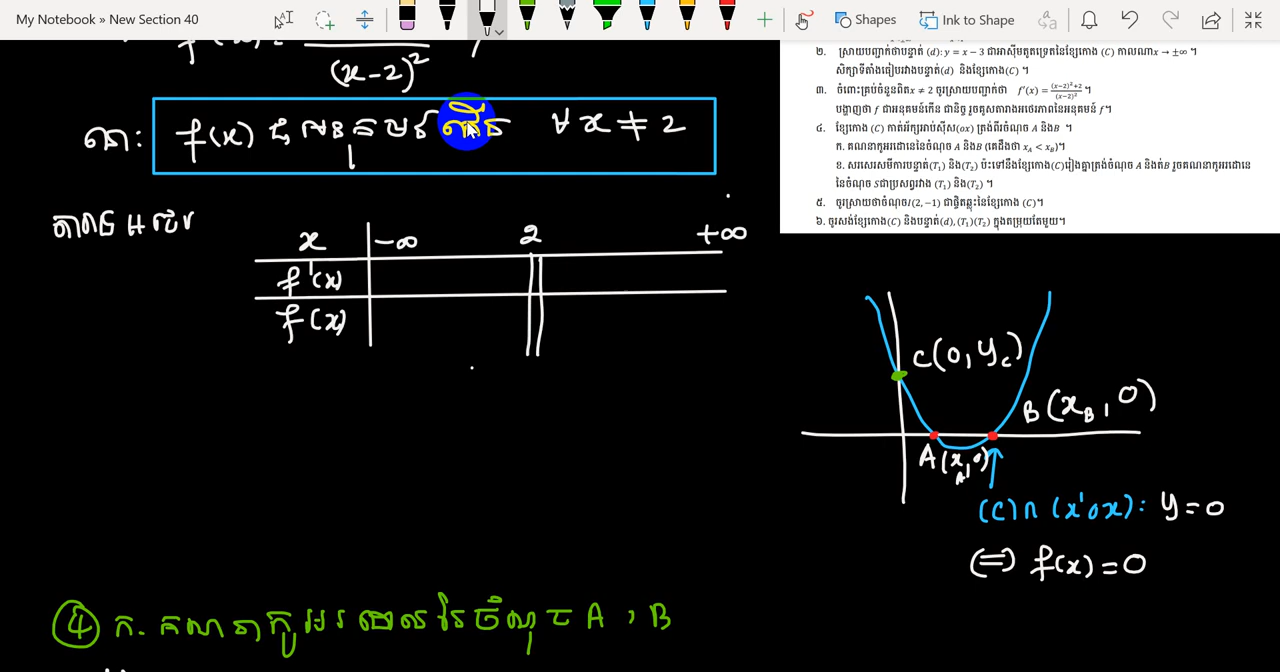 My Notebook » New Section 40
Shapes
Ink to Shape
(x-2)²
នោះ f(x) ជាអនុគមន៍កើន ∀ x ≠ 2
តារាងអថេរភាព
x -∞ 2 +∞
f'(x)
f(x)
២. ស្រាយបញ្ជាក់ថាបន្ទាត់ (d): y = x − 3 ជាអាស៊ីមតូតទ្រេតនៃខ្សែកោង (C) កាលណា x → ±∞ ។
សិក្សាទីតាំងធៀបរវាងបន្ទាត់(d) និងខ្សែកោង(C) ។
៣. ចំពោះគ្រប់ចំនួនពិត x ≠ 2 ចូរស្រាយបញ្ជាក់ថា f′(x) = ((x−2)²+2)/(x−2)² ។
បង្ហាញថា f ជាអនុគមន៍កើន ជានិច្ច រួចគូសតារាងអថេរភាពនៃអនុគមន៍ f។
៤. ខ្សែកោង (C) កាត់អ័ក្សអាប់ស៊ីស(ox) ត្រង់ពីរចំណុច A និងB ។
ក. គណនាកូអរដោនេនៃចំណុច A និងB (គេដឹងថា xA < xB)។
ខ. សរសេរសមីការបន្ទាត់(T₁) និង(T₂) ប៉ះទៅនឹងខ្សែកោង(C)រៀងគ្នាត្រង់ចំណុច A និងត់B រួចគណនាកូអរដោនេ
នៃចំណុច Sជាប្រសព្វរវាង (T₁) និង(T₂) ។
៥. ចូរស្រាយថាចំណុចI(2, −1) ជាផ្ចិតឆ្លុះនៃខ្សែកោង (C)។
៦. ចូរសង់ខ្សែកោង(C) និងបន្ទាត់(d), (T₁)(T₂) ក្នុងតម្រុយតែមួយ។
C(0, yc)
B(xB, 0)
A(xA, 0)
(C)∩(x'ox): y = 0
(⇔) f(x) = 0
④ ក. គណនាកូអរដោនេនៃចំណុច A , B